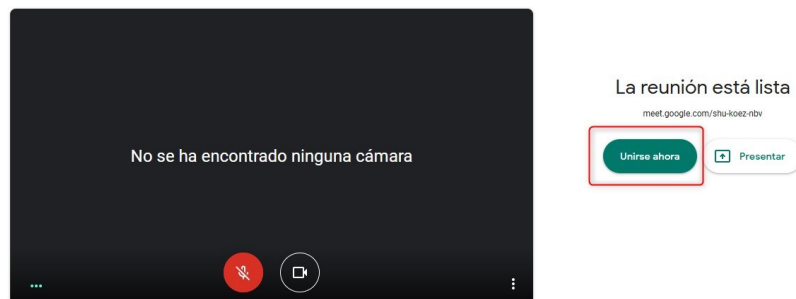 No se ha encontrado ninguna cámara
La reunión está lista
meet.google.com/shu-koez-nbv
Unirse ahora
Presentar